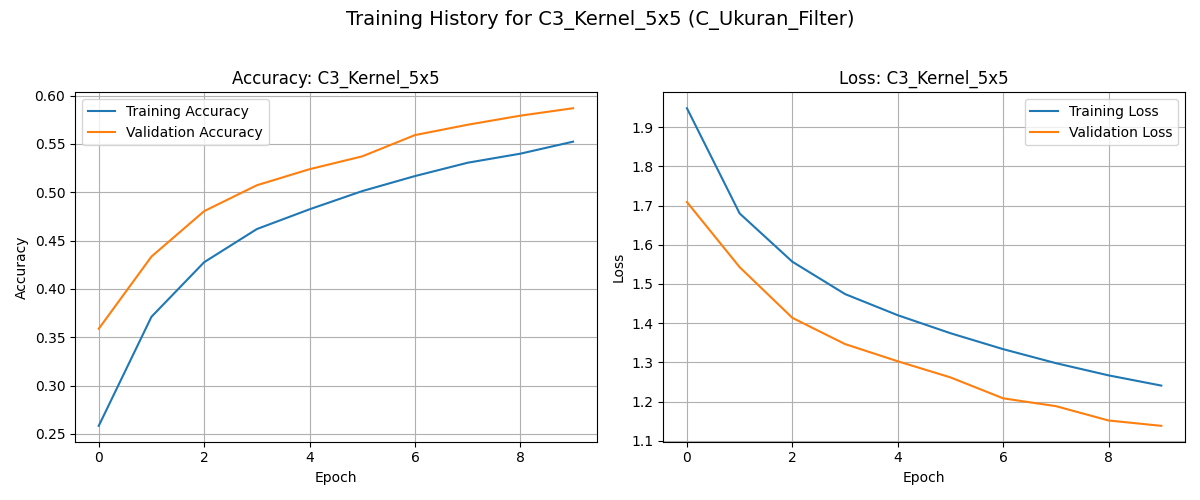 Training History for C3_Kernel_5x5 (C_Ukuran_Filter)
Accuracy: C3_Kernel_5x5
Training Accuracy
Validation Accuracy
0.60
0.55
0.50
0.45
0.40
0.35
0.30
0.25
Accuracy
0 2 4 6 8
Epoch
Loss: C3_Kernel_5x5
Training Loss
Validation Loss
1.9
1.8
1.7
1.6
1.5
1.4
1.3
1.2
1.1
Loss
0 2 4 6 8
Epoch